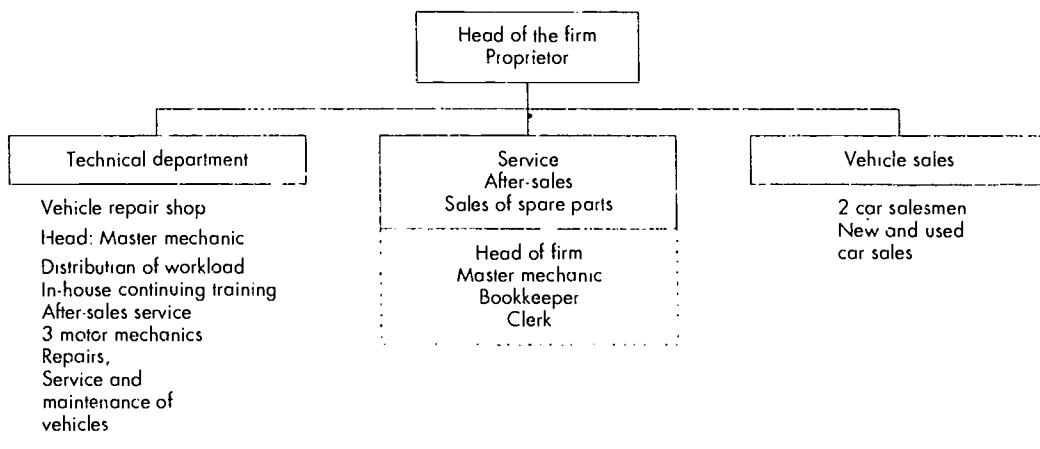 Head of the firm
Proprietor
Technical department
Vehicle repair shop
Head: Master mechanic
Distribution of workload
In-house continuing training
After-sales service
3 motor mechanics
Repairs,
Service and
maintenance of
vehicles
Service
After-sales
Sales of spare parts
Head of firm
Master mechanic
Bookkeeper
Clerk
Vehicle sales
2 car salesmen
New and used
car sales